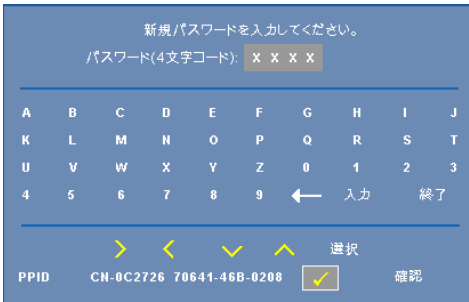 新規パスワードを入力してください。
パスワード(4文字コード): X X X X
A B C D E F G H I J
K L M N O P Q R S T
U V W X Y Z 0 1 2 3
4 5 6 7 8 9 ← 入力 終了
選択
PPID CN-0C2726 70641-46B-0208 ✓ 確認